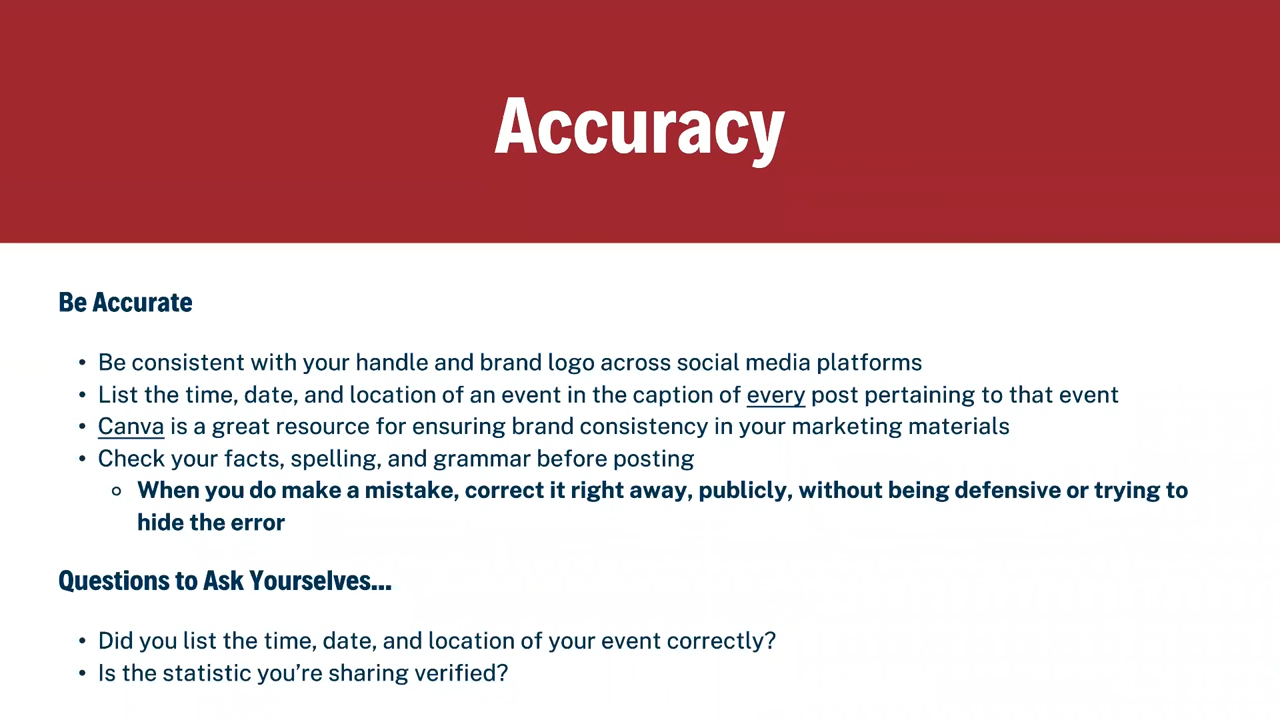 Accuracy
Be Accurate
• Be consistent with your handle and brand logo across social media platforms
• List the time, date, and location of an event in the caption of every post pertaining to that event
• Canva is a great resource for ensuring brand consistency in your marketing materials
• Check your facts, spelling, and grammar before posting
◦ When you do make a mistake, correct it right away, publicly, without being defensive or trying to
hide the error
Questions to Ask Yourselves...
• Did you list the time, date, and location of your event correctly?
• Is the statistic you’re sharing verified?